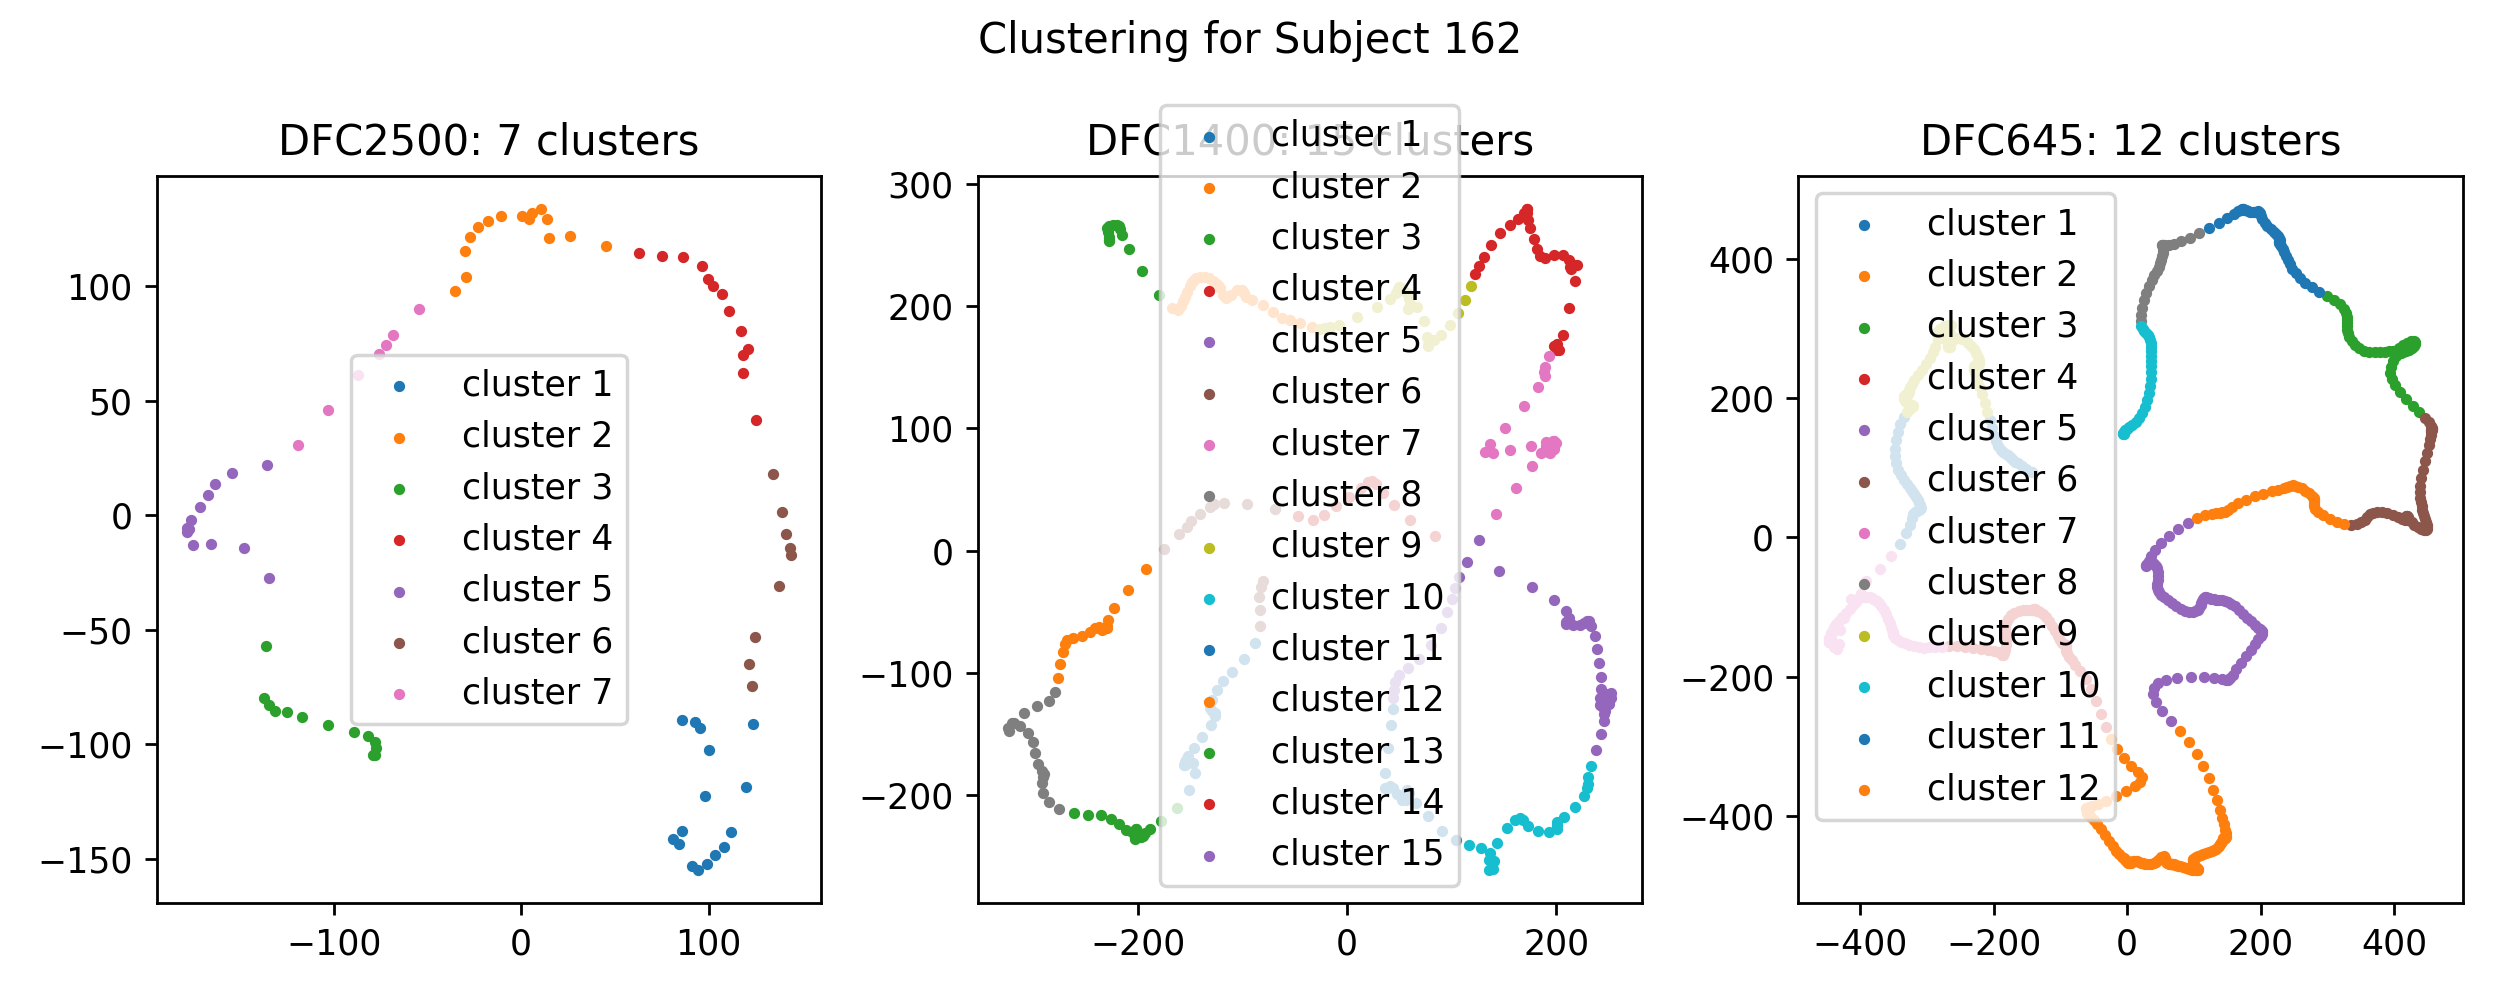 Clustering for Subject 162
DFC2500: 7 clusters
100
50
0
−50
−100
−150
−100
0
100
cluster 1
cluster 2
cluster 3
cluster 4
cluster 5
cluster 6
cluster 7
DFC1400: 15 clusters
300
200
100
0
−100
−200
−200
0
200
cluster 1
cluster 2
cluster 3
cluster 4
cluster 5
cluster 6
cluster 7
cluster 8
cluster 9
cluster 10
cluster 11
cluster 12
cluster 13
cluster 14
cluster 15
DFC645: 12 clusters
400
200
0
−200
−400
−400
−200
0
200
400
cluster 1
cluster 2
cluster 3
cluster 4
cluster 5
cluster 6
cluster 7
cluster 8
cluster 9
cluster 10
cluster 11
cluster 12